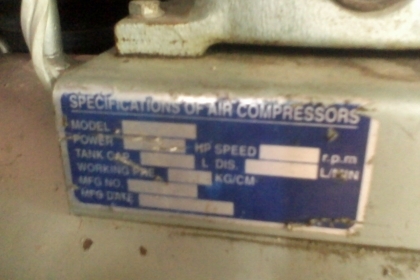 SPECIFICATIONS OF AIR COMPRESSORS
MODEL
POWER HP SPEED r.p.m
TANK CAP. L DIS. L/MIN
WORKING PRE. KG/CM
MFG NO.
MFG DATE